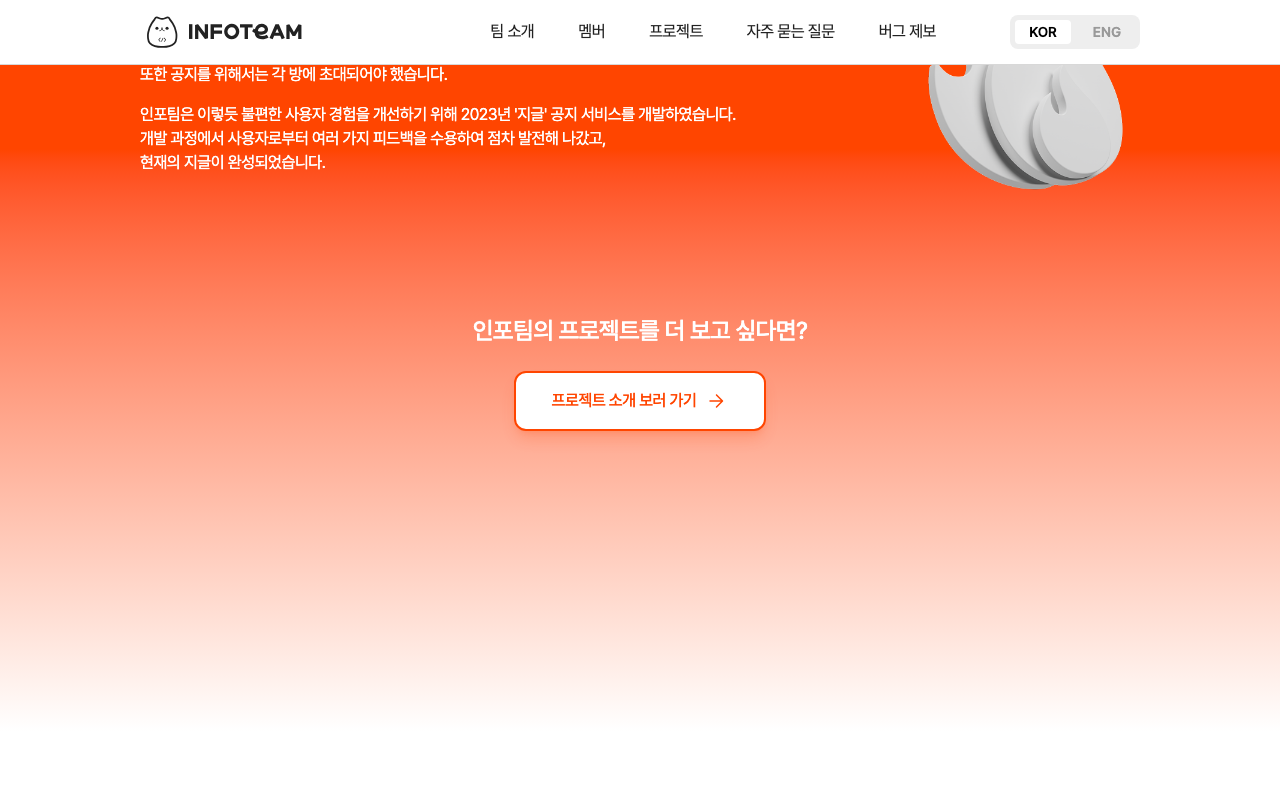 INFOTEAM
팀 소개
멤버
프로젝트
자주 묻는 질문
버그 제보
KOR
ENG
또한 공지를 위해서는 각 방에 초대되어야 했습니다.
인포팀은 이렇듯 불편한 사용자 경험을 개선하기 위해 2023년 '지글' 공지 서비스를 개발하였습니다.
개발 과정에서 사용자로부터 여러 가지 피드백을 수용하여 점차 발전해 나갔고,
현재의 지글이 완성되었습니다.
인포팀의 프로젝트를 더 보고 싶다면?
프로젝트 소개 보러 가기